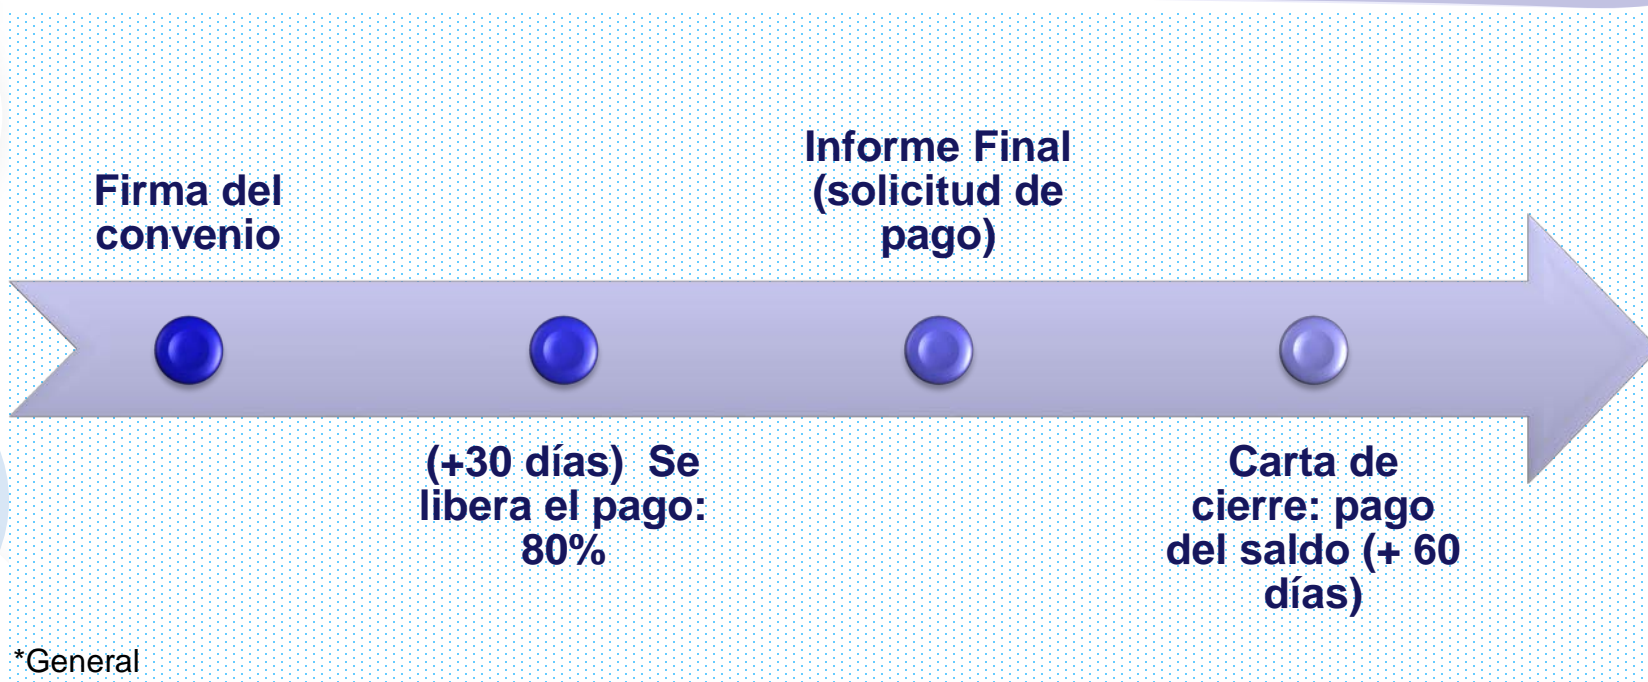 Firma del
convenio
(+30 días)  Se
libera el pago:
80%
Informe Final
(solicitud de
pago)
Carta de
cierre: pago
del saldo (+ 60
días)
*General